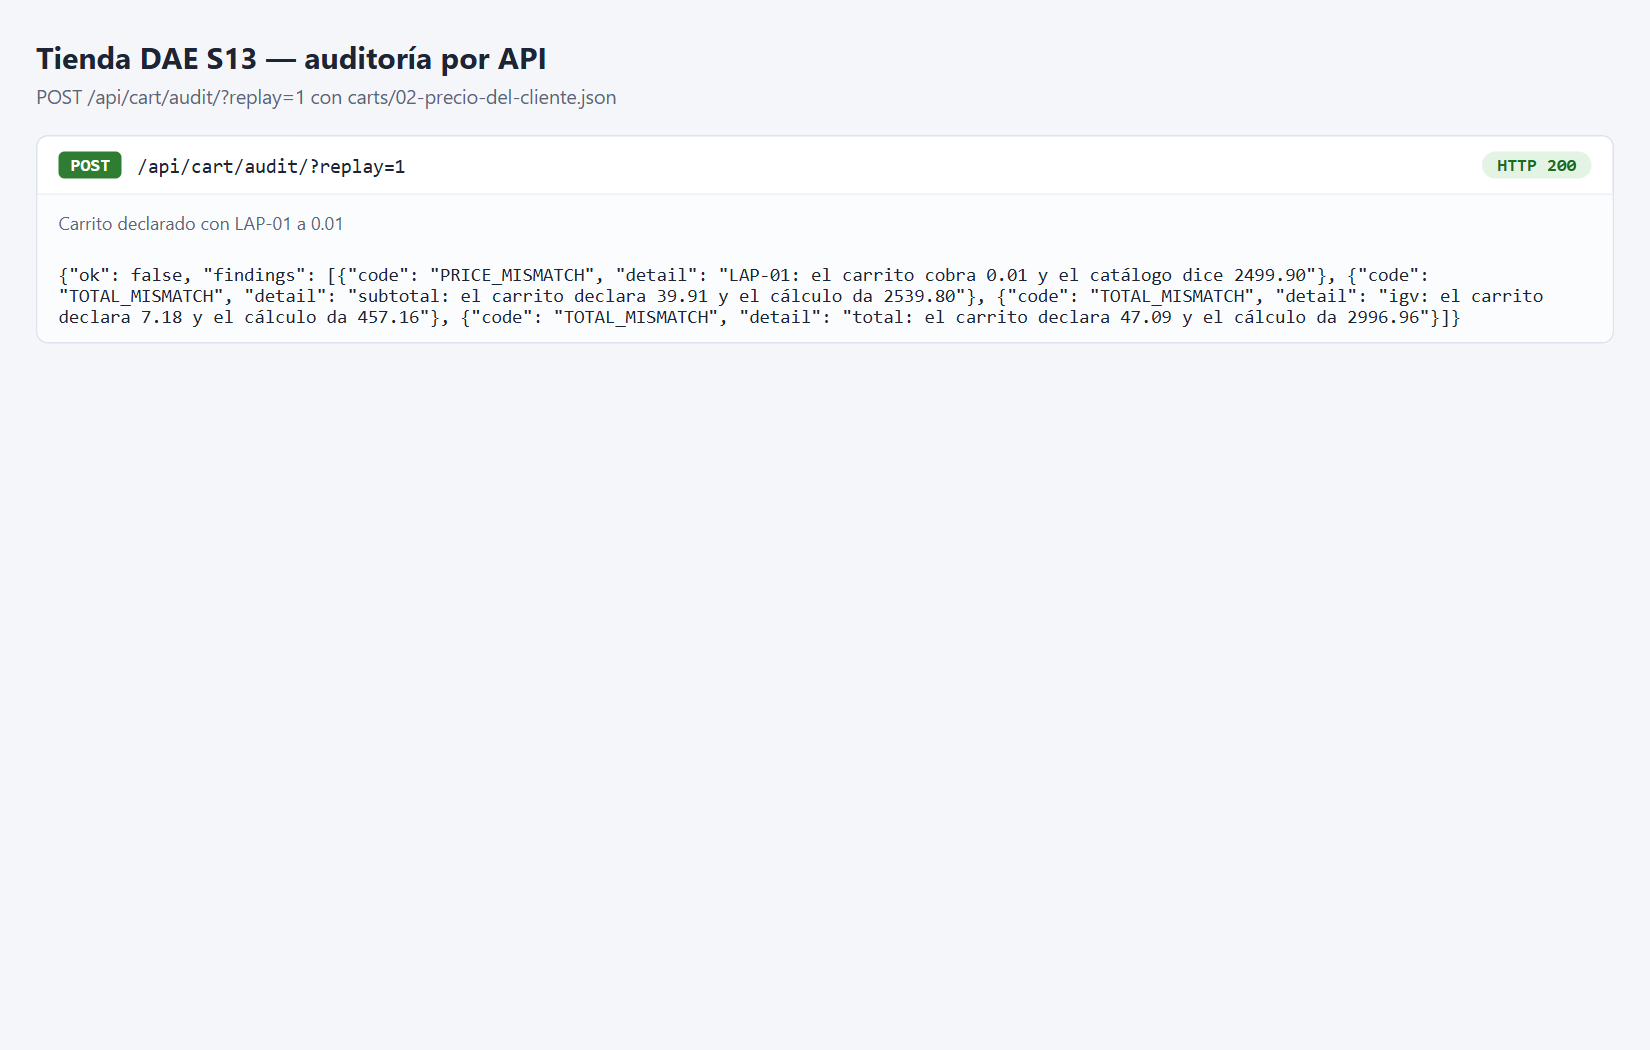 Tienda DAE S13 — auditoría por API
POST /api/cart/audit/?replay=1 con carts/02-precio-del-cliente.json
POST /api/cart/audit/?replay=1 HTTP 200
Carrito declarado con LAP-01 a 0.01
{"ok": false, "findings": [{"code": "PRICE_MISMATCH", "detail": "LAP-01: el carrito cobra 0.01 y el catálogo dice 2499.90"}, {"code":
"TOTAL_MISMATCH", "detail": "subtotal: el carrito declara 39.91 y el cálculo da 2539.80"}, {"code": "TOTAL_MISMATCH", "detail": "igv: el carrito
declara 7.18 y el cálculo da 457.16"}, {"code": "TOTAL_MISMATCH", "detail": "total: el carrito declara 47.09 y el cálculo da 2996.96"}]}